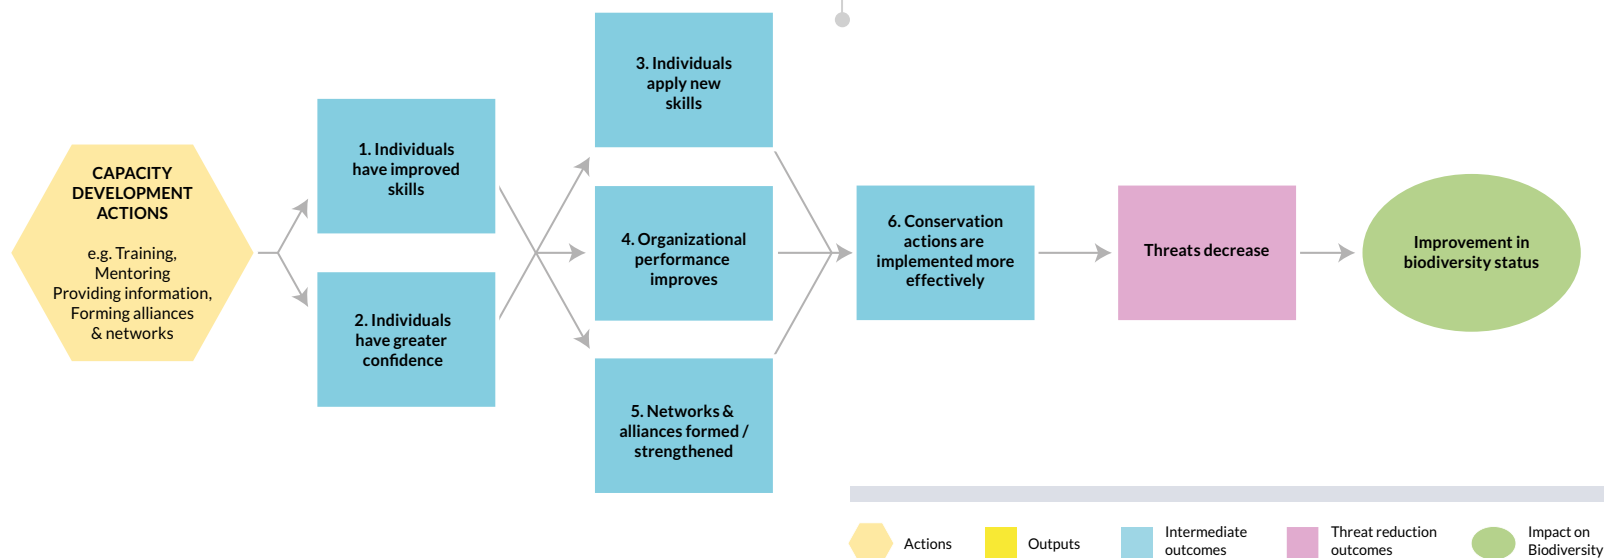 CAPACITY
DEVELOPMENT
ACTIONS
e.g. Training,
Mentoring
Providing information,
Forming alliances
& networks
1. Individuals
have improved
skills
2. Individuals
have greater
confidence
3. Individuals
apply new
skills
4. Organizational
performance
improves
5. Networks &
alliances formed /
strengthened
6. Conservation
actions are
implemented more
effectively
Threats decrease
Improvement in
biodiversity status
Actions
Outputs
Intermediate
outcomes
Threat reduction
outcomes
Impact on
Biodiversity